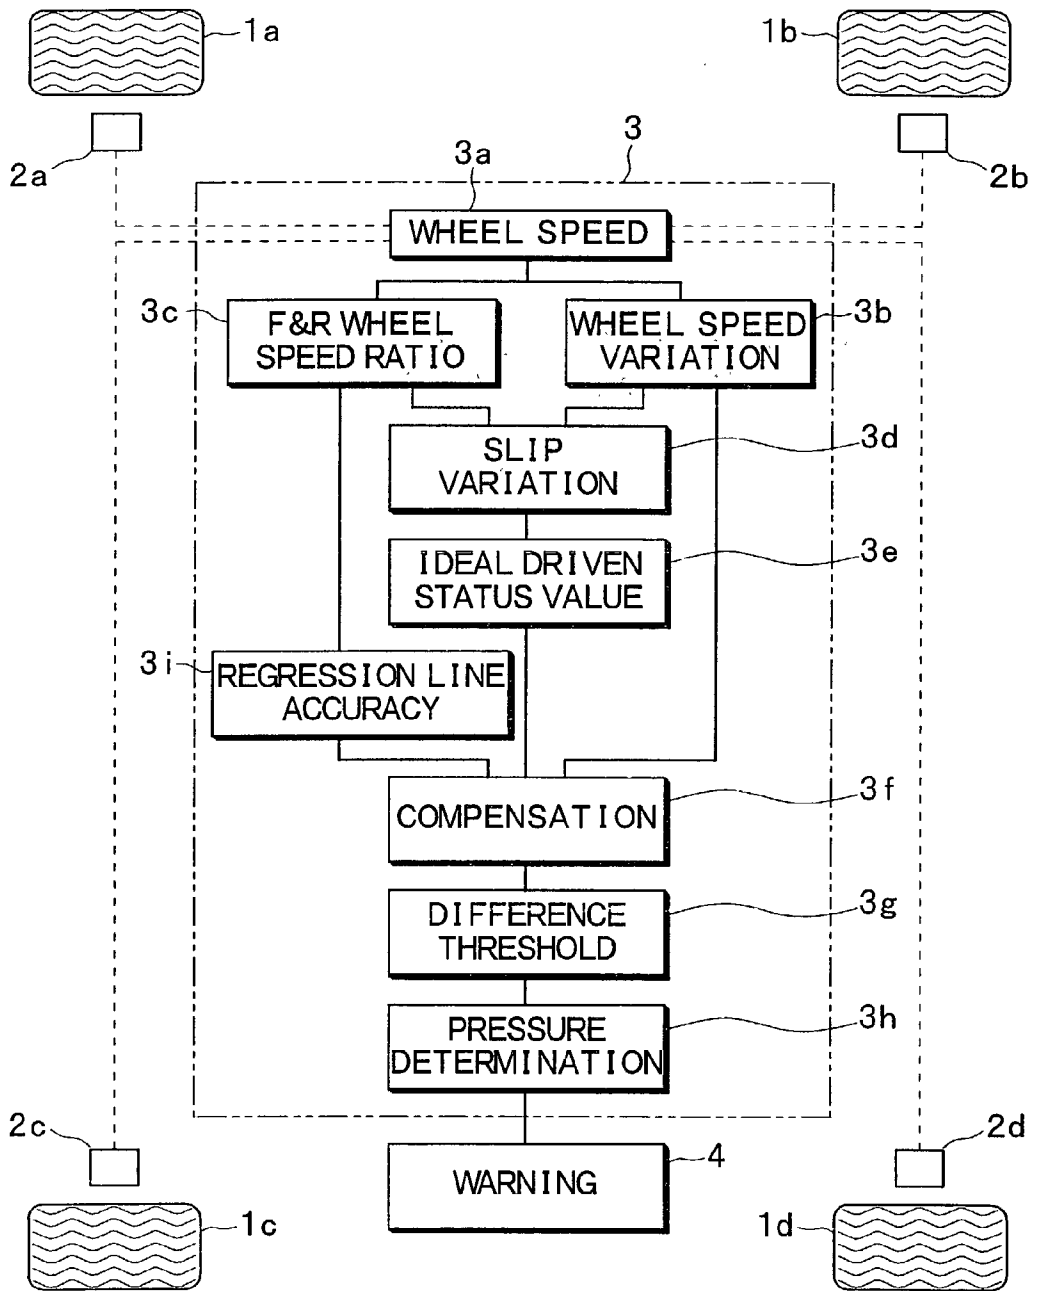 1a
1b
2a
2b
3
3a
WHEEL SPEED
3c
F&R WHEEL
SPEED RATIO
WHEEL SPEED
VARIATION
3b
SLIP
VARIATION
3d
IDEAL DRIVEN
STATUS VALUE
3e
3i
REGRESSION LINE
ACCURACY
COMPENSATION
3f
DIFFERENCE
THRESHOLD
3g
PRESSURE
DETERMINATION
3h
2c
2d
WARNING
4
1c
1d